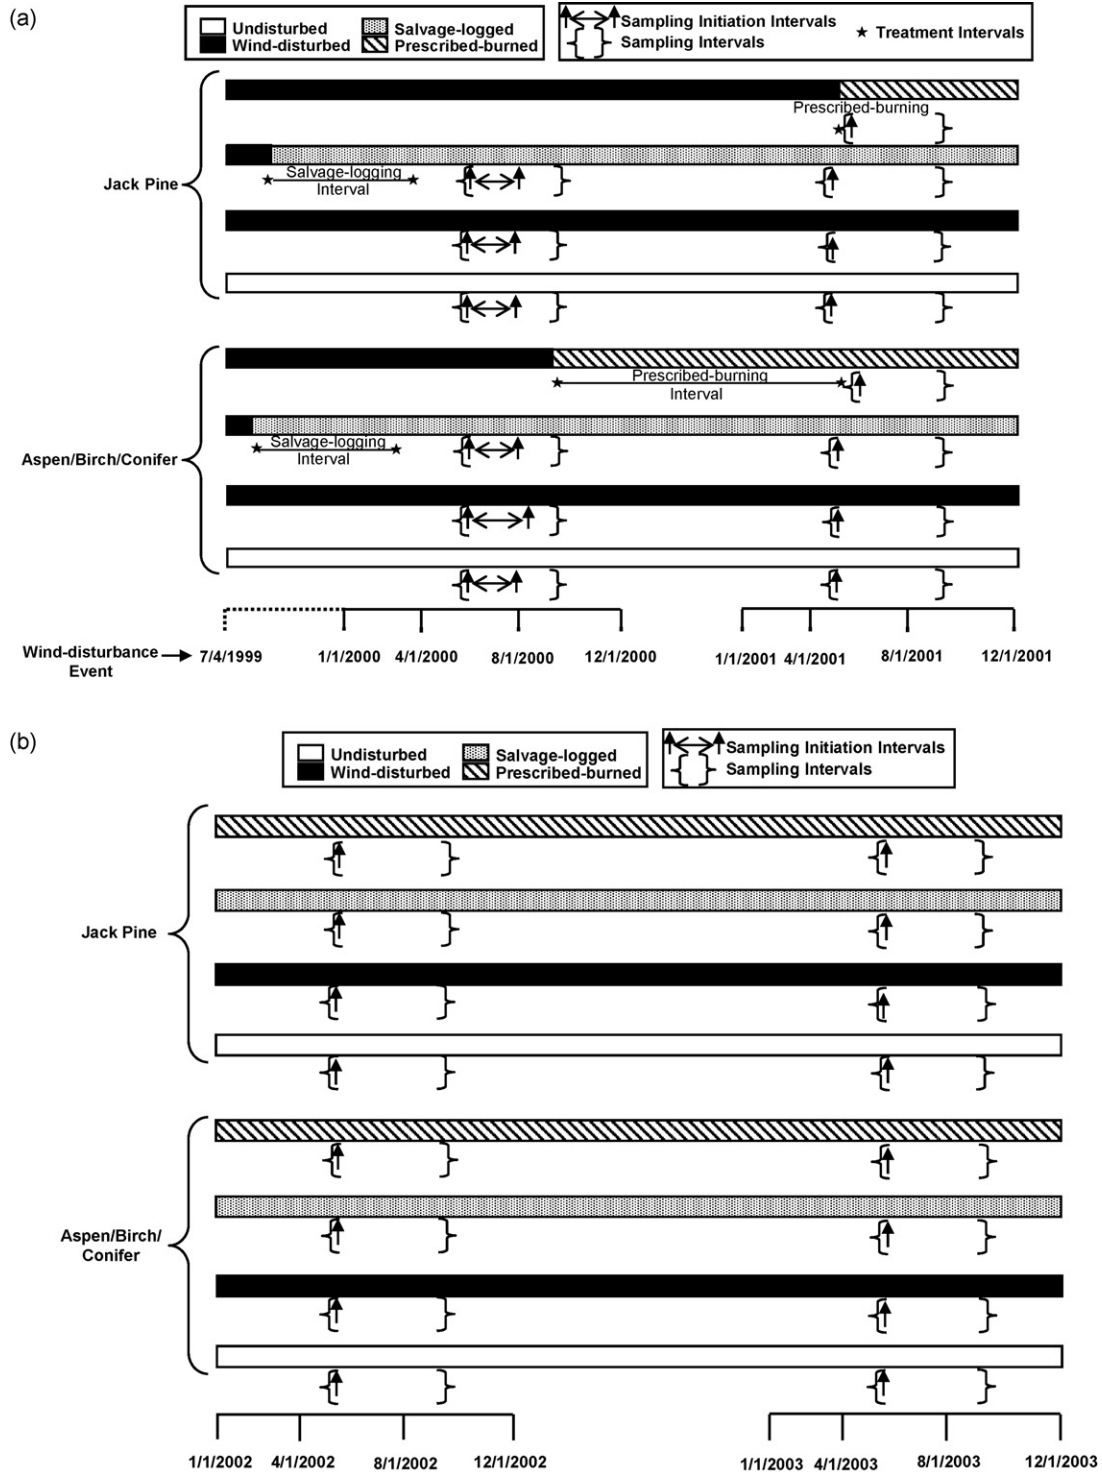 (a)
Undisturbed
Wind-disturbed
Salvage-logged
Prescribed-burned
Sampling Initiation Intervals
Sampling Intervals
Treatment Intervals
Prescribed-burning
Jack Pine
Salvage-logging
Interval
Prescribed-burning
Interval
Aspen/Birch/Conifer
Salvage-logging
Interval
Wind-disturbance
Event
7/4/1999
1/1/2000
4/1/2000
8/1/2000
12/1/2000
1/1/2001
4/1/2001
8/1/2001
12/1/2001
(b)
Undisturbed
Wind-disturbed
Salvage-logged
Prescribed-burned
Sampling Initiation Intervals
Sampling Intervals
Jack Pine
Aspen/Birch/
Conifer
1/1/2002
4/1/2002
8/1/2002
12/1/2002
1/1/2003
4/1/2003
8/1/2003
12/1/2003